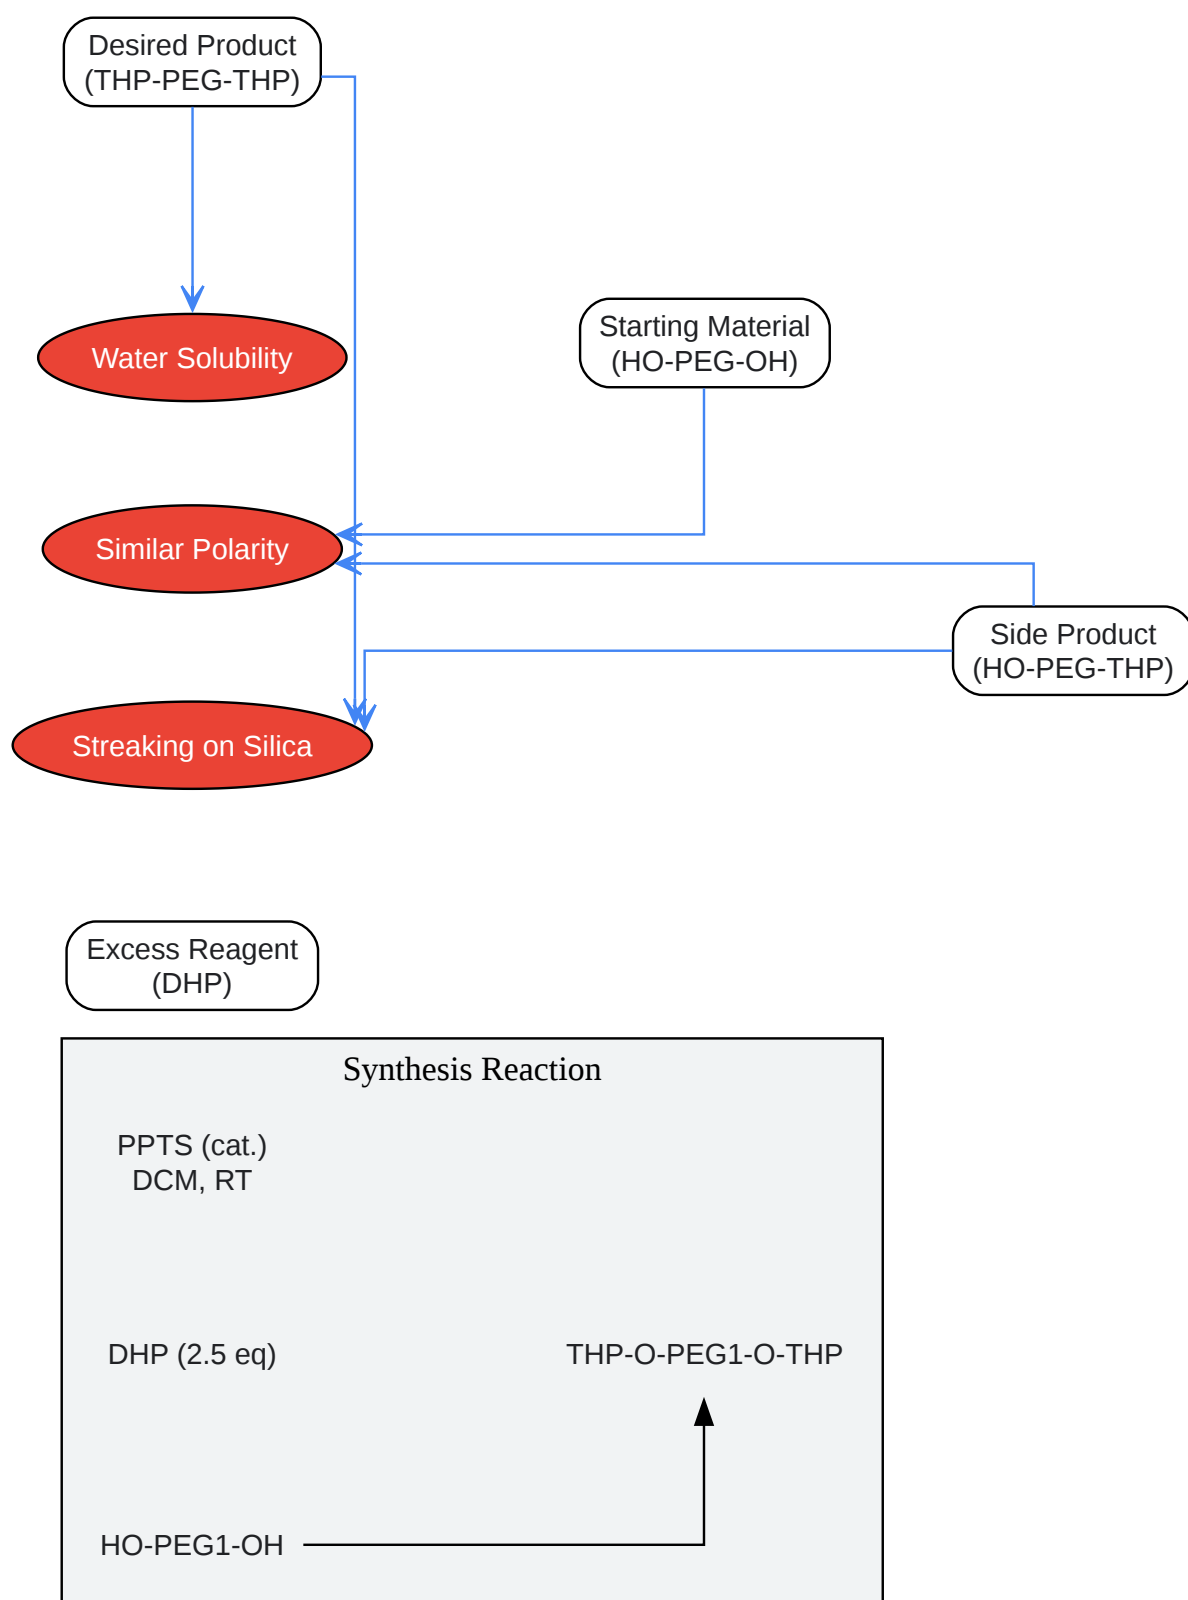 Desired Product
(THP-PEG-THP)
Water Solubility
Starting Material
(HO-PEG-OH)
Similar Polarity
Side Product
(HO-PEG-THP)
Streaking on Silica
Excess Reagent
(DHP)
Synthesis Reaction
PPTS (cat.)
DCM, RT
DHP (2.5 eq)
THP-O-PEG1-O-THP
HO-PEG1-OH